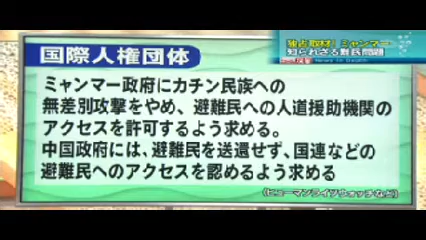 独占取材！ミャンマー
知られざる難民問題
国際人権団体
ミャンマー政府にカチン民族への
無差別攻撃をやめ、避難民への人道援助機関の
アクセスを許可するよう求める。
中国政府には、避難民を送還せず、国連などの
避難民へのアクセスを認めるよう求める
(ヒューマンライツウォッチなど)